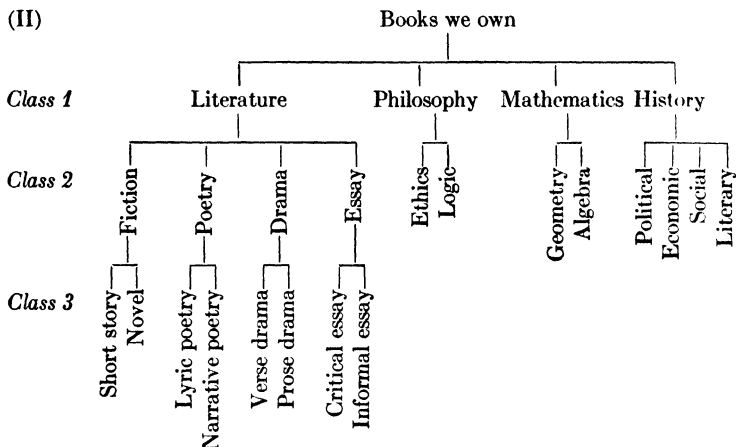 (II)
Books we own
Class 1
Literature
Philosophy
Mathematics
History
Class 2
Fiction
Poetry
Drama
Essay
Ethics
Logic
Geometry
Algebra
Political
Economic
Social
Literary
Class 3
Short story
Novel
Lyric poetry
Narrative poetry
Verse drama
Prose drama
Critical essay
Informal essay